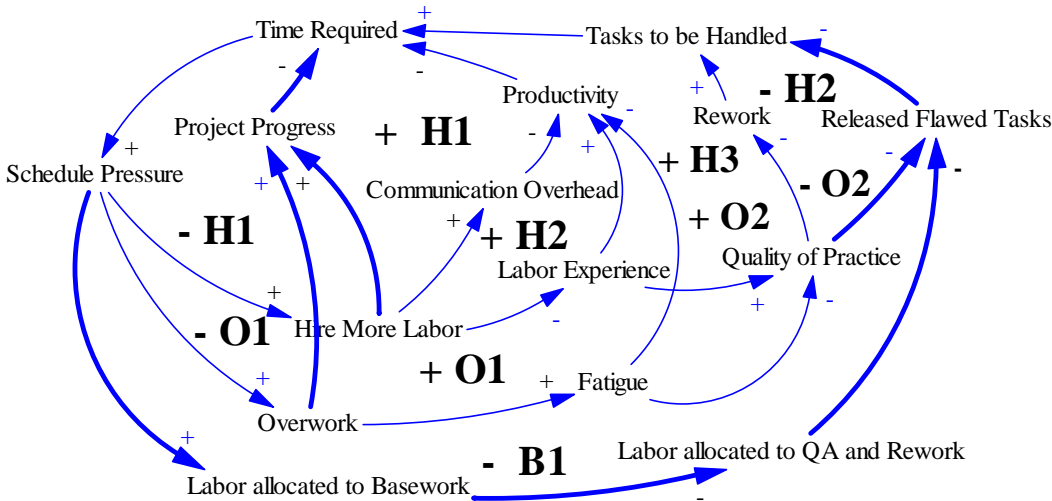 Time Required
+
Tasks to be Handled
-
-
-
Productivity
-
+
- H2
Project Progress
+ H1
-
Rework
-
Released Flawed Tasks
+
Schedule Pressure
+
+
Communication Overhead
+
+ H3
-
-
- O2
- H1
+
+ H2
+ O2
Labor Experience
Quality of Practice
+
-
+
-
Hire More Labor
- O1
+ O1
+
+
Fatigue
Overwork
+
- B1
Labor allocated to QA and Rework
Labor allocated to Basework
-